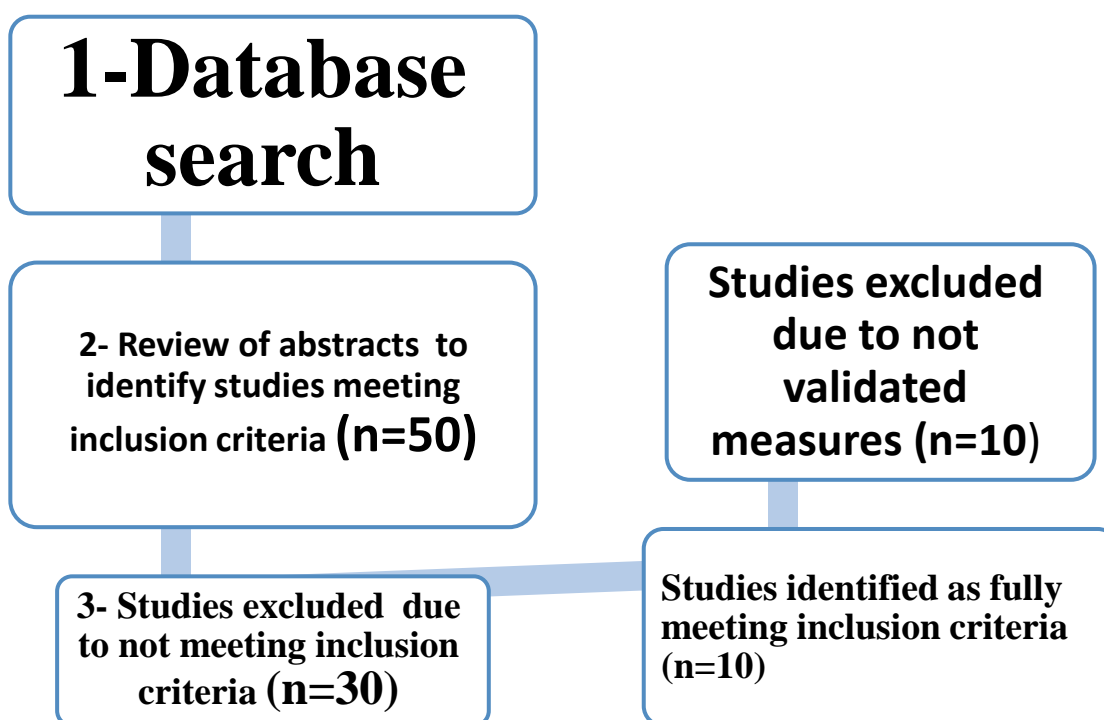 1-Database
search
2- Review of abstracts to
identify studies meeting
inclusion criteria (n=50)
3- Studies excluded due
to not meeting inclusion
criteria (n=30)
Studies identified as fully
meeting inclusion criteria
(n=10)
Studies excluded
due to not
validated
measures (n=10)